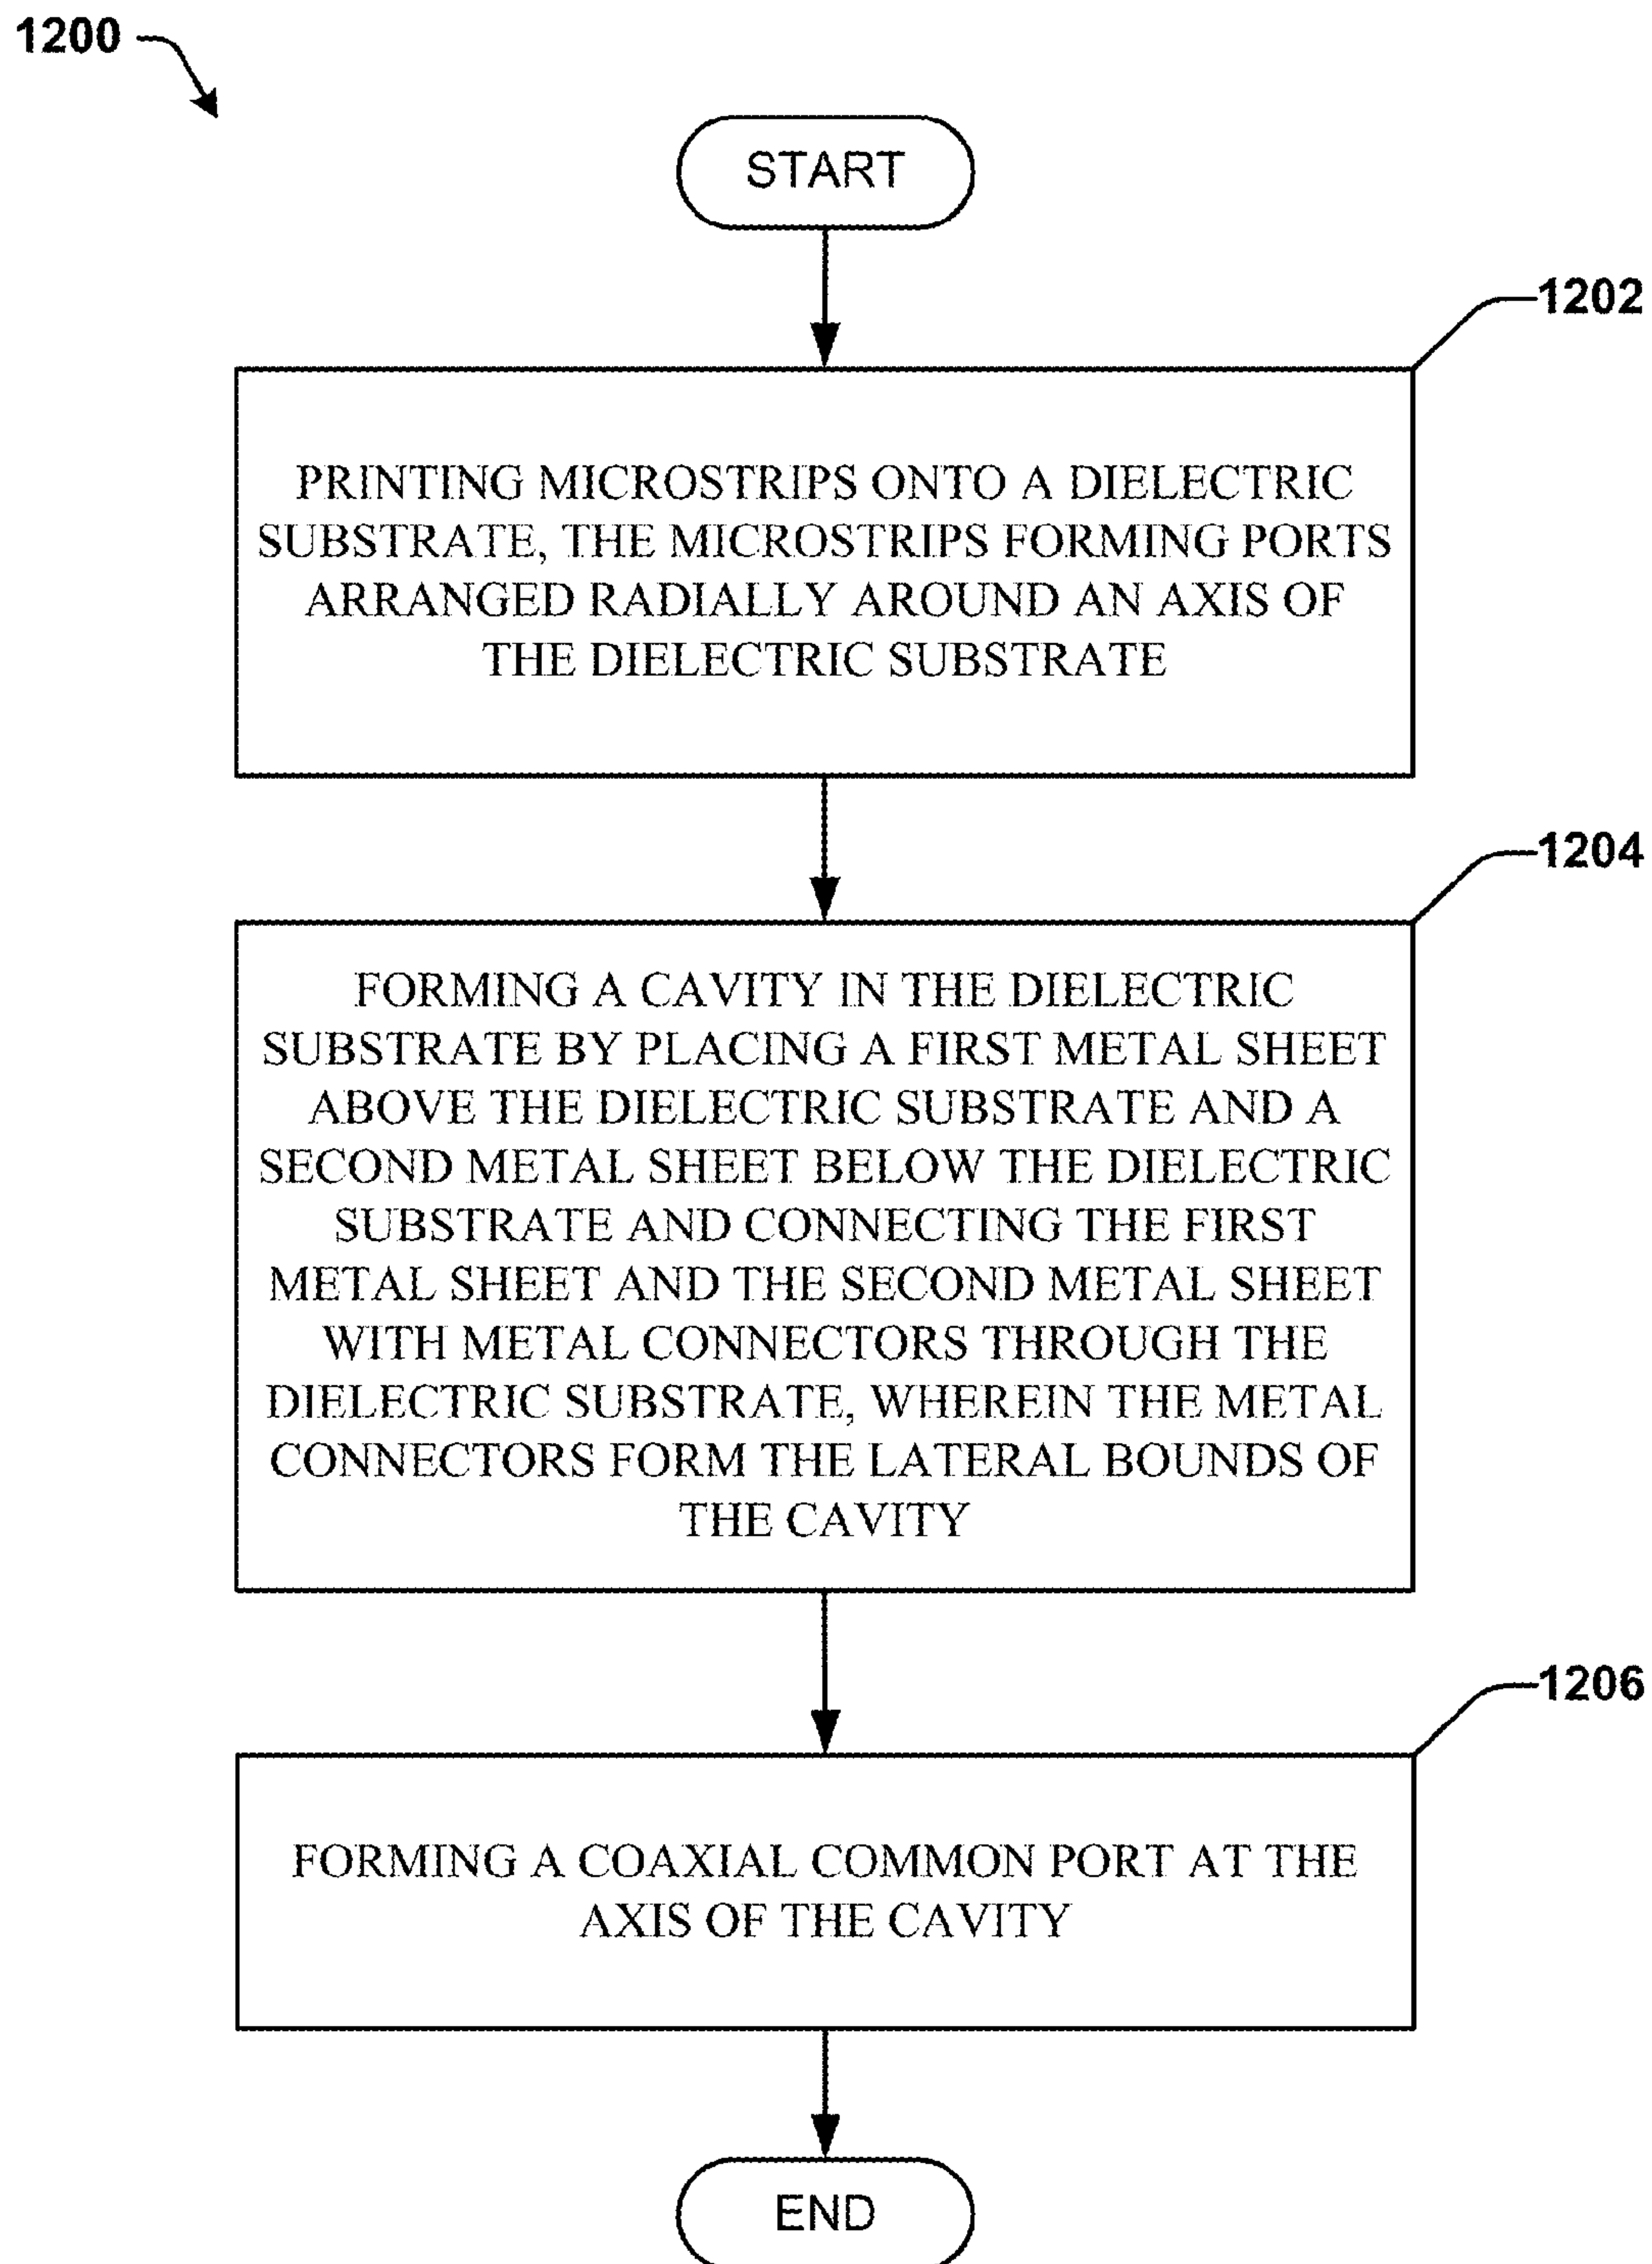 1200
START
1202
PRINTING MICROSTRIPS ONTO A DIELECTRIC
SUBSTRATE, THE MICROSTRIPS FORMING PORTS
ARRANGED RADIALLY AROUND AN AXIS OF
THE DIELECTRIC SUBSTRATE
1204
FORMING A CAVITY IN THE DIELECTRIC
SUBSTRATE BY PLACING A FIRST METAL SHEET
ABOVE THE DIELECTRIC SUBSTRATE AND A
SECOND METAL SHEET BELOW THE DIELECTRIC
SUBSTRATE AND CONNECTING THE FIRST
METAL SHEET AND THE SECOND METAL SHEET
WITH METAL CONNECTORS THROUGH THE
DIELECTRIC SUBSTRATE, WHEREIN THE METAL
CONNECTORS FORM THE LATERAL BOUNDS OF
THE CAVITY
1206
FORMING A COAXIAL COMMON PORT AT THE
AXIS OF THE CAVITY
END